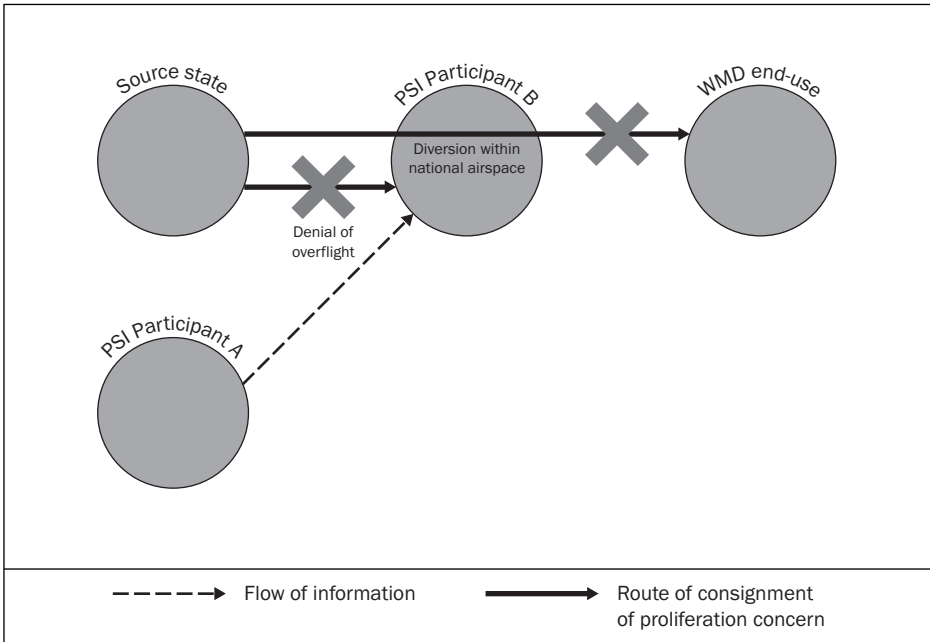 Source state
PSI Participant B
WMD end-use
Diversion within
national airspace
Denial of
overflight
PSI Participant A
Flow of information
Route of consignment
of proliferation concern